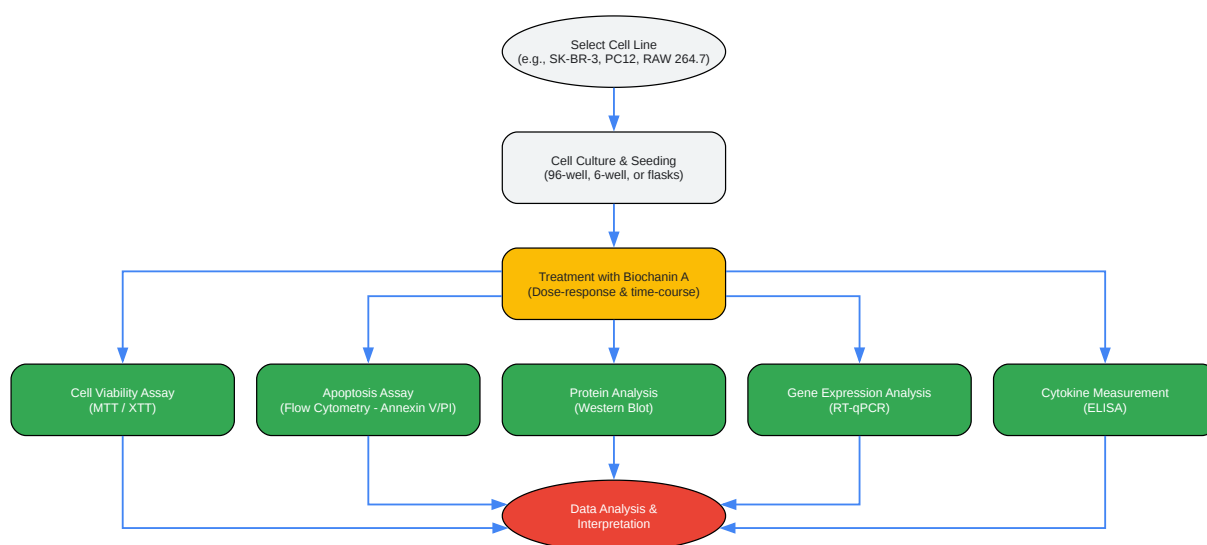 Select Cell Line
(e.g., SK-BR-3, PC12, RAW 264.7)
Cell Culture & Seeding
(96-well, 6-well, or flasks)
Treatment with Biochanin A
(Dose-response & time-course)
Cell Viability Assay
(MTT / XTT)
Apoptosis Assay
(Flow Cytometry - Annexin V/PI)
Protein Analysis
(Western Blot)
Gene Expression Analysis
(RT-qPCR)
Cytokine Measurement
(ELISA)
Data Analysis &
Interpretation